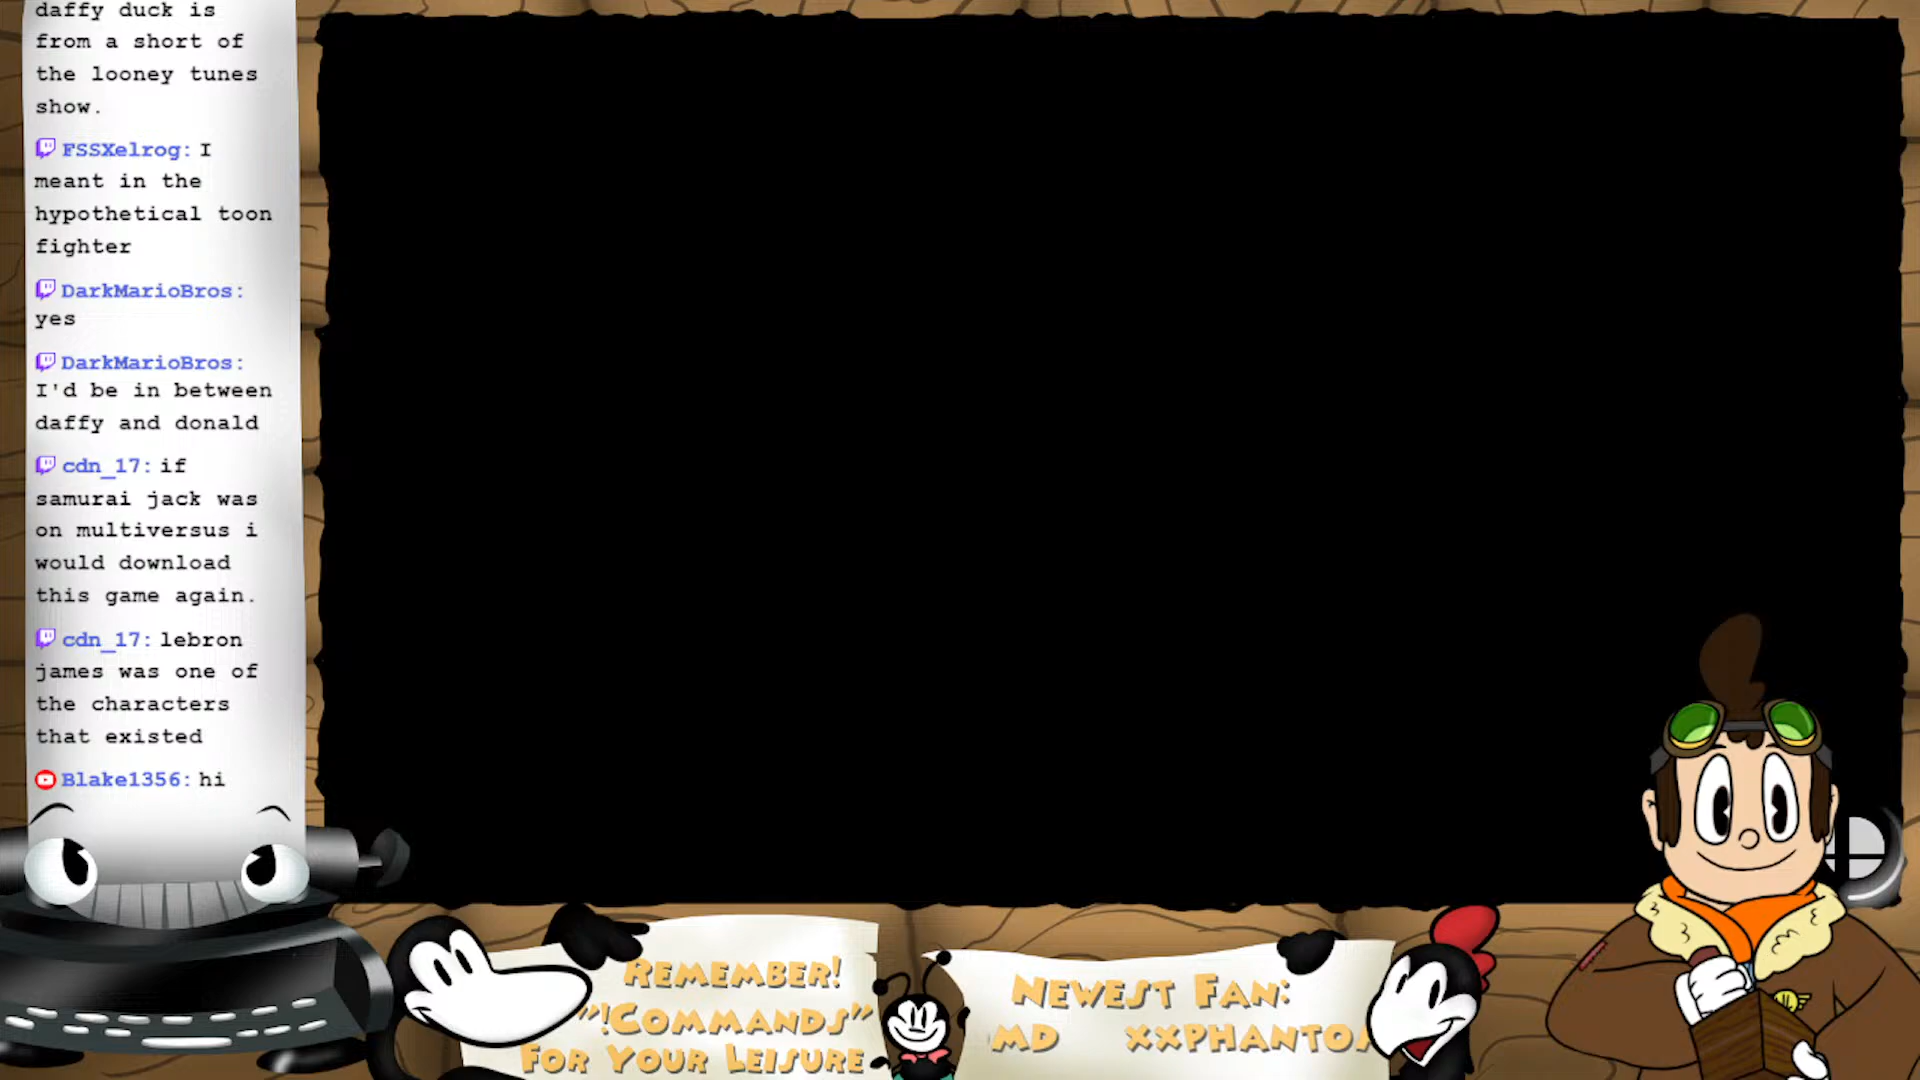 daffy duck is
from a short of
the looney tunes
show.
FSSXelrog: I
meant in the
hypothetical toon
fighter
DarkMarioBros:
yes
DarkMarioBros:
I'd be in between
daffy and donald
cdn_17: if
samurai jack was
on multiversus i
would download
this game again.
cdn_17: lebron
james was one of
the characters
that existed
Blake1356: hi
REMEMBER!
"!COMMANDS"
FOR YOUR LEISURE
NEWEST FAN:
MD XXPHANTO